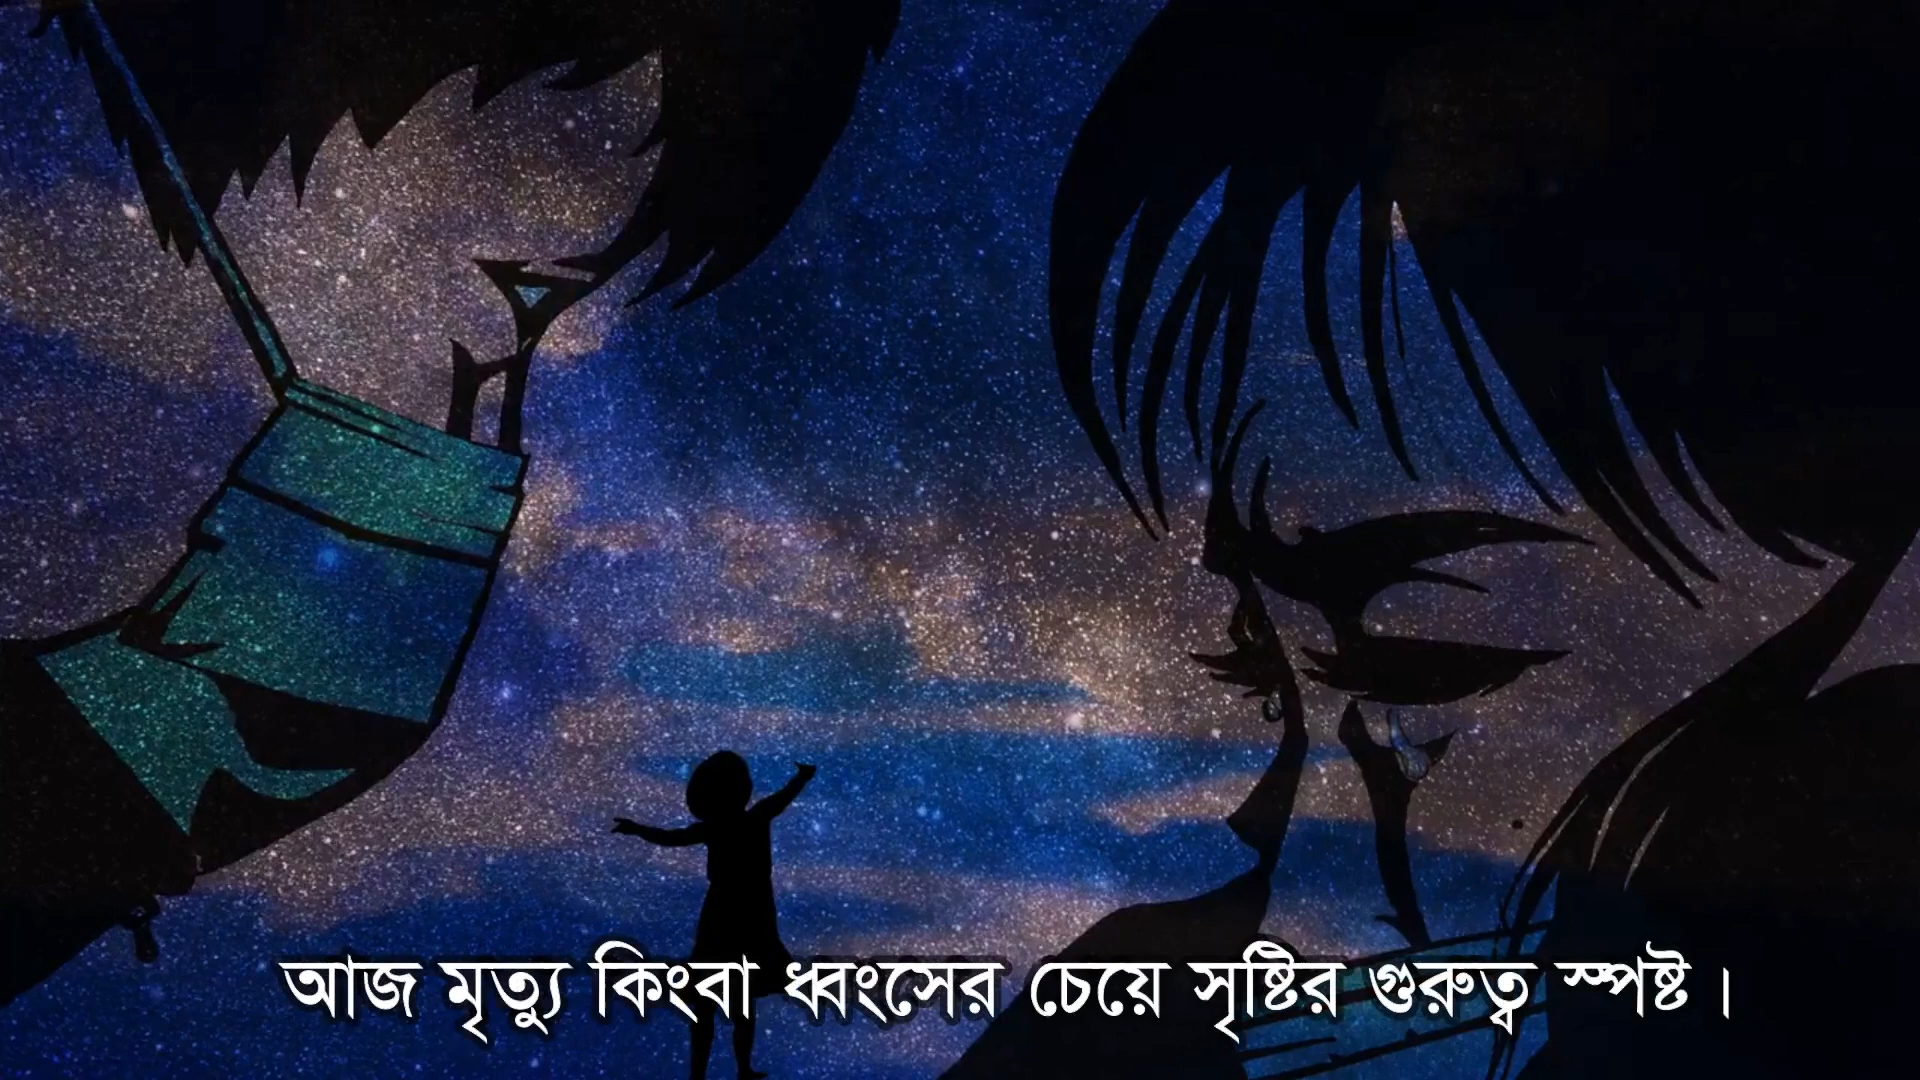 আজ মৃত্যু কিংবা ধ্বংসের চেয়ে সৃষ্টির গুরুত্ব স্পষ্ট।